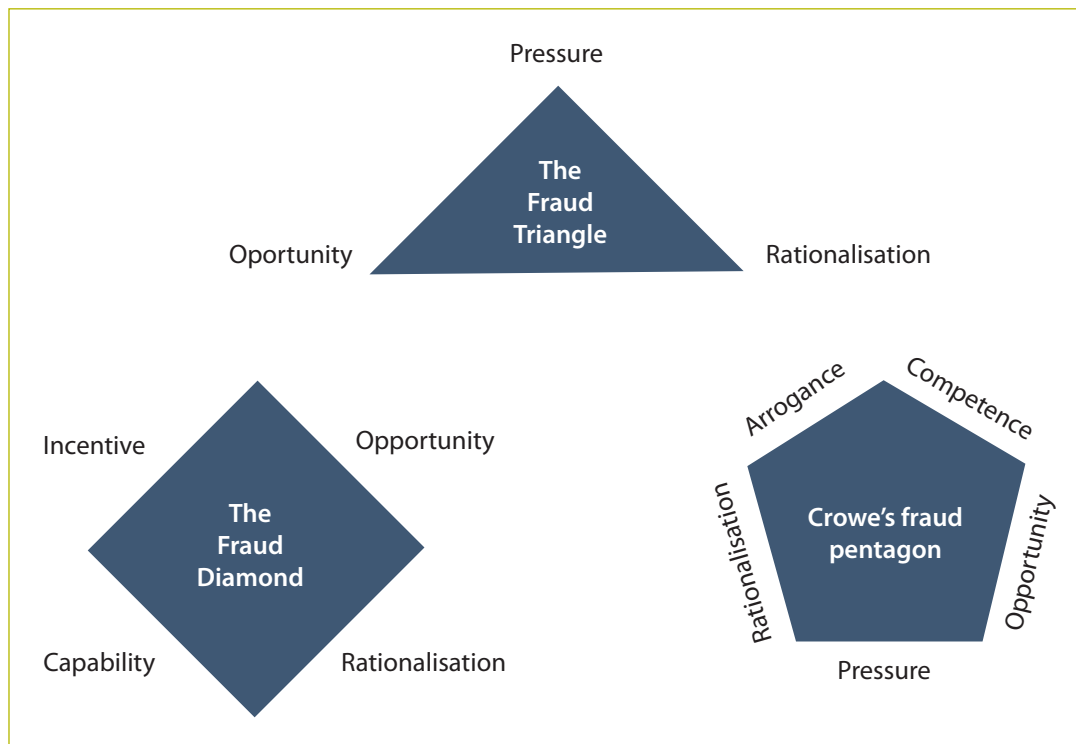 Pressure
The
Fraud
Triangle
Oportunity
Rationalisation
Incentive
Opportunity
The
Fraud
Diamond
Capability
Rationalisation
Arrogance
Competence
Rationalisation
Crowe's fraud
pentagon
Opportunity
Pressure